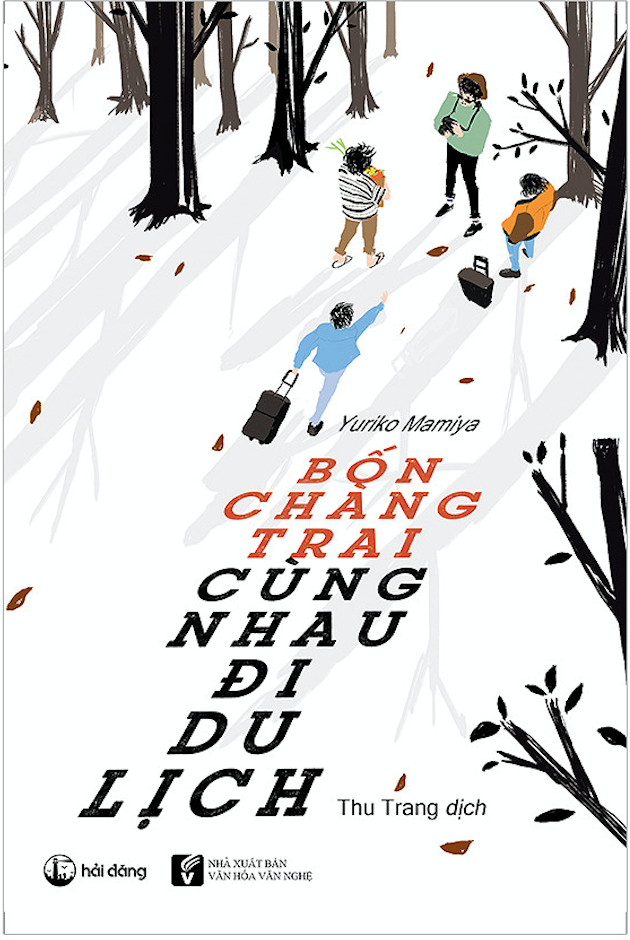 Yuriko Mamiya
BỐN
CHÀNG
TRAI
CÙNG
NHAU
ĐI
DU
LỊCH
Thu Trang dịch
hải đăng
NHÀ XUẤT BẢN
VĂN HÓA VĂN NGHỆ